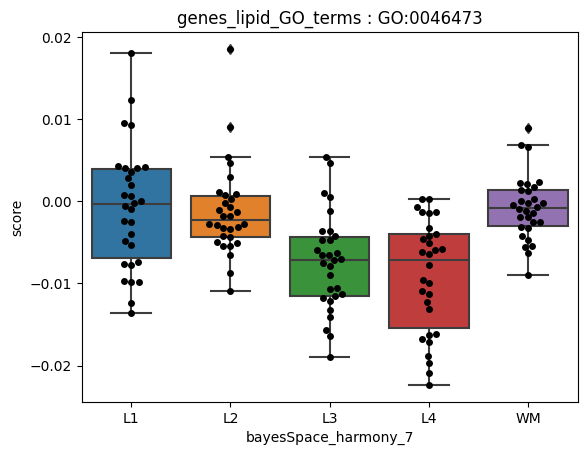 genes_lipid_GO_terms : GO:0046473
0.02
0.01
0.00
−0.01
−0.02
score
L1 L2 L3 L4 WM
bayesSpace_harmony_7